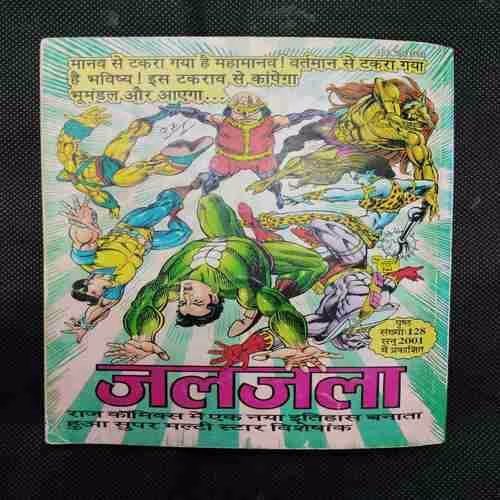 मानव से टकरा गया है महामानव! वर्तमान से टकरा गया
है भविष्य! इस टकराव से कांपेगा
भूमंडल और आएगा...
पृष्ठ
संख्या:128
सन् 2001
में प्रकाशित
जलजला
राज कॉमिक्स में एक नया इतिहास बनाता
हुआ सुपर मल्टी स्टार विशेषांक